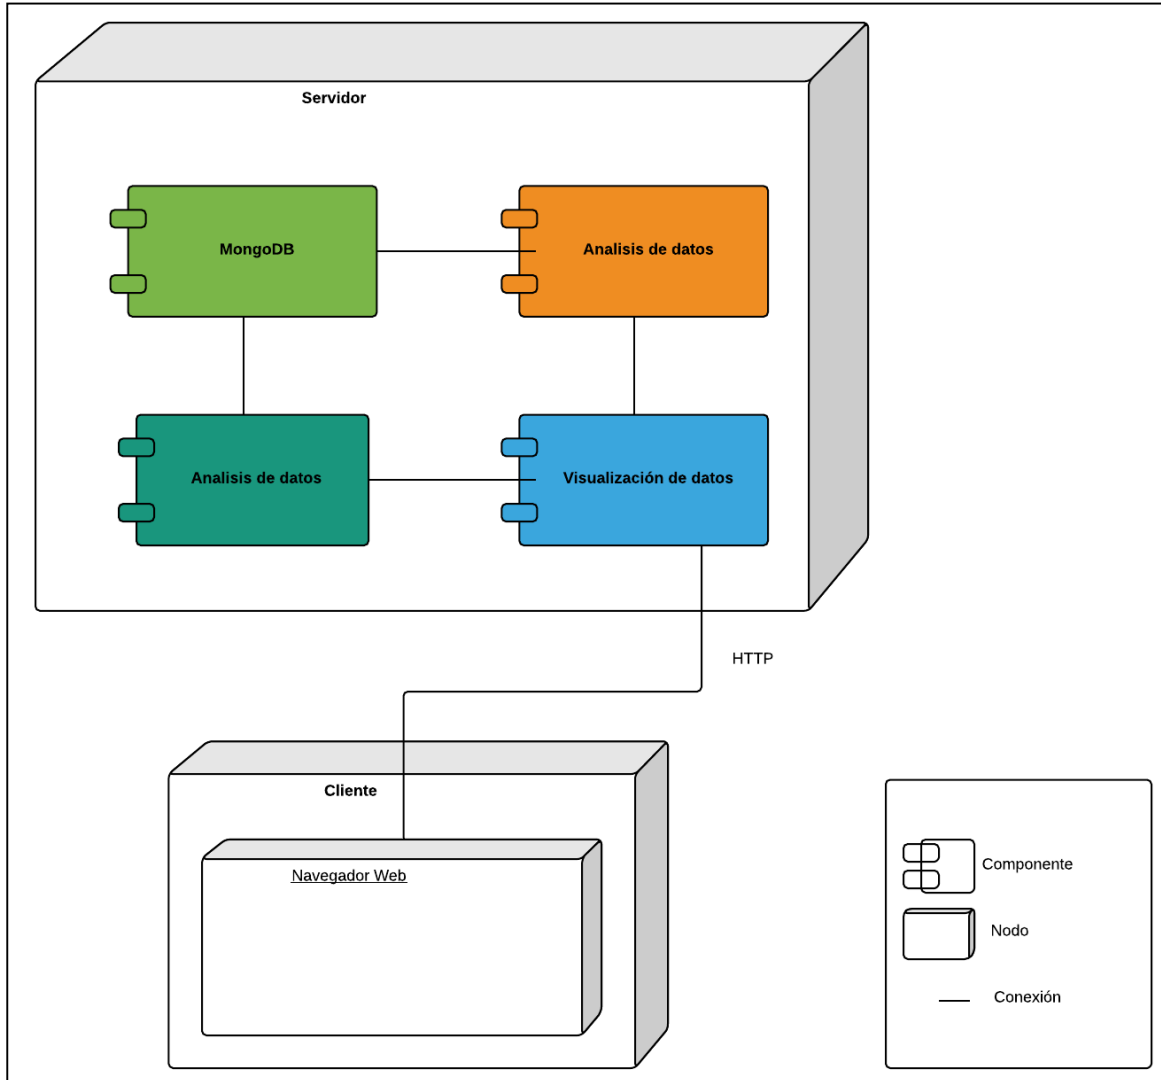 Servidor
MongoDB
Analisis de datos
Analisis de datos
Visualización de datos
HTTP
Cliente
Navegador Web
Componente
Nodo
Conexión